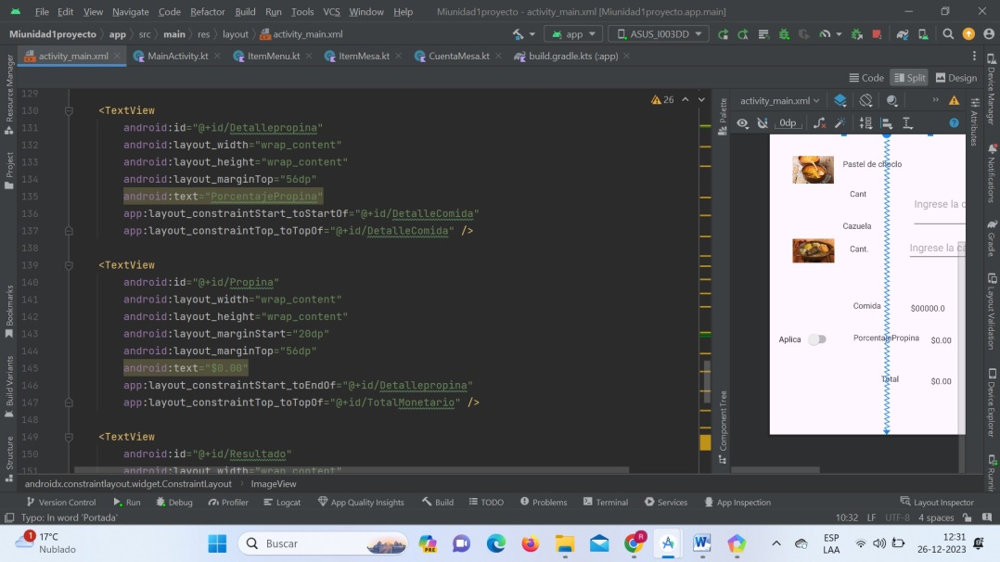 File Edit View Navigate Code Refactor Build Run Tools VCS Window Help Miunidad1proyecto - activity_main.xml [Miunidad1proyecto.app.main]
Miunidad1proyecto app src main res layout activity_main.xml app ASUS_I003DD
activity_main.xml MainActivity.kt ItemMenu.kt ItemMesa.kt CuentaMesa.kt build.gradle.kts (:app)
Code Split Design
129
130 <TextView
131 android:id="@+id/Detallepropina"
132 android:layout_width="wrap_content"
133 android:layout_height="wrap_content"
134 android:layout_marginTop="56dp"
135 android:text="PorcentajePropina"
136 app:layout_constraintStart_toStartOf="@+id/DetalleComida"
137 app:layout_constraintTop_toTopOf="@+id/DetalleComida" />
138
139 <TextView
140 android:id="@+id/Propina"
141 android:layout_width="wrap_content"
142 android:layout_height="wrap_content"
143 android:layout_marginStart="20dp"
144 android:layout_marginTop="56dp"
145 android:text="$0.00"
146 app:layout_constraintStart_toEndOf="@+id/Detallepropina"
147 app:layout_constraintTop_toTopOf="@+id/TotalMonetario" />
148
149 <TextView
150 android:id="@+id/Resultado"
151 android:layout_width="wrap_content"
26
activity_main.xml
0dp
Pastel de choclo
Cant
Ingrese la c
Cazuela
Cant.
Ingrese la ca
Comida $00000.0
Aplica PorcentajePropina $0.00
Total $0.00
Resource Manager
Project
Bookmarks
Build Variants
Structure
Palette
Component Tree
Attributes
Device Manager
Notifications
Gradle
Layout Validation
Device Explorer
Runni
androidx.constraintlayout.widget.ConstraintLayout ImageView
Version Control Run Debug Profiler Logcat App Quality Insights Build TODO Problems Terminal Services App Inspection Layout Inspector
Typo: In word 'Portada' 10:32 LF UTF-8 4 spaces
1 17°C
Nublado
Buscar
PRE
R
ESP
LAA
12:31
26-12-2023